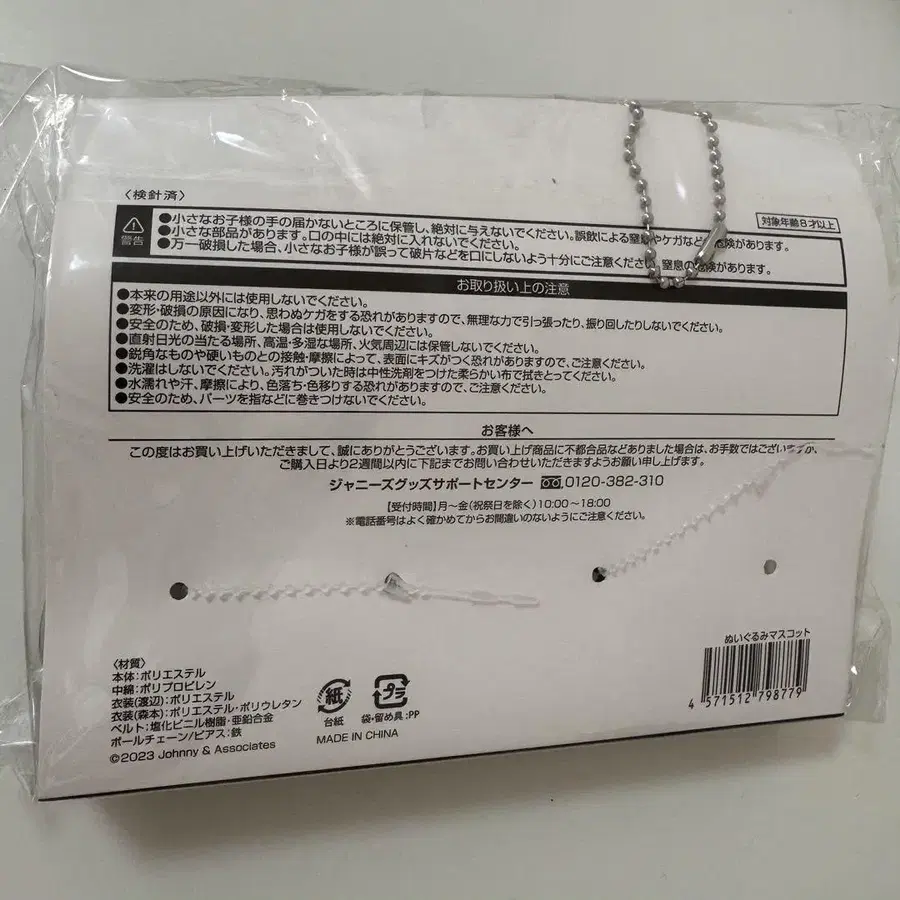 〈検針済〉
対象年齢8才以上
警告
●小さなお子様の手の届かないところに保管し、絶対に与えないでください。誤飲による窒息やケガなど、危険があります。
●小さな部品があります。口の中には絶対に入れないでください。
●万一破損した場合、小さなお子様が誤って破片などを口にしないよう十分にご注意ください。窒息の危険があります。
お取り扱い上の注意
●本来の用途以外には使用しないでください。
●変形・破損の原因になり、思わぬケガをする恐れがありますので、無理な力で引っ張ったり、振り回したりしないでください。
●安全のため、破損・変形した場合は使用しないでください。
●直射日光の当たる場所、高温・多湿な場所、火気周辺には保管しないでください。
●鋭角なものや硬いものとの接触・摩擦によって、表面にキズがつく恐れがありますので、ご注意ください。
●洗濯はしないでください。汚れがついた時は中性洗剤をつけた柔らかい布で拭きとってください。
●水濡れや汗、摩擦により、色落ち・色移りする恐れがありますので、ご注意ください。
●安全のため、パーツを指などに巻きつけないでください。
お客様へ
この度はお買い上げいただきまして、誠にありがとうございます。お買い上げ商品に不都合品などありました場合は、お手数ではございますが、
ご購入日より2週間以内に下記までお問い合わせいただきますようお願い申し上げます。
ジャニーズグッズサポートセンター 0120-382-310
【受付時間】月〜金(祝祭日を除く)10:00〜18:00
※電話番号はよく確かめてからお間違いのないようにご注意ください。
ぬいぐるみマスコット
4 571512 798779
〈材質〉
本体:ポリエステル
中綿:ポリプロピレン
衣装(渡辺):ポリエステル
衣装(森本):ポリエステル・ポリウレタン
ベルト:塩化ビニル樹脂・亜鉛合金
ボールチェーン/ピアス:鉄
©2023 Johnny & Associates
紙
台紙
プラ
袋・留め具:PP
MADE IN CHINA